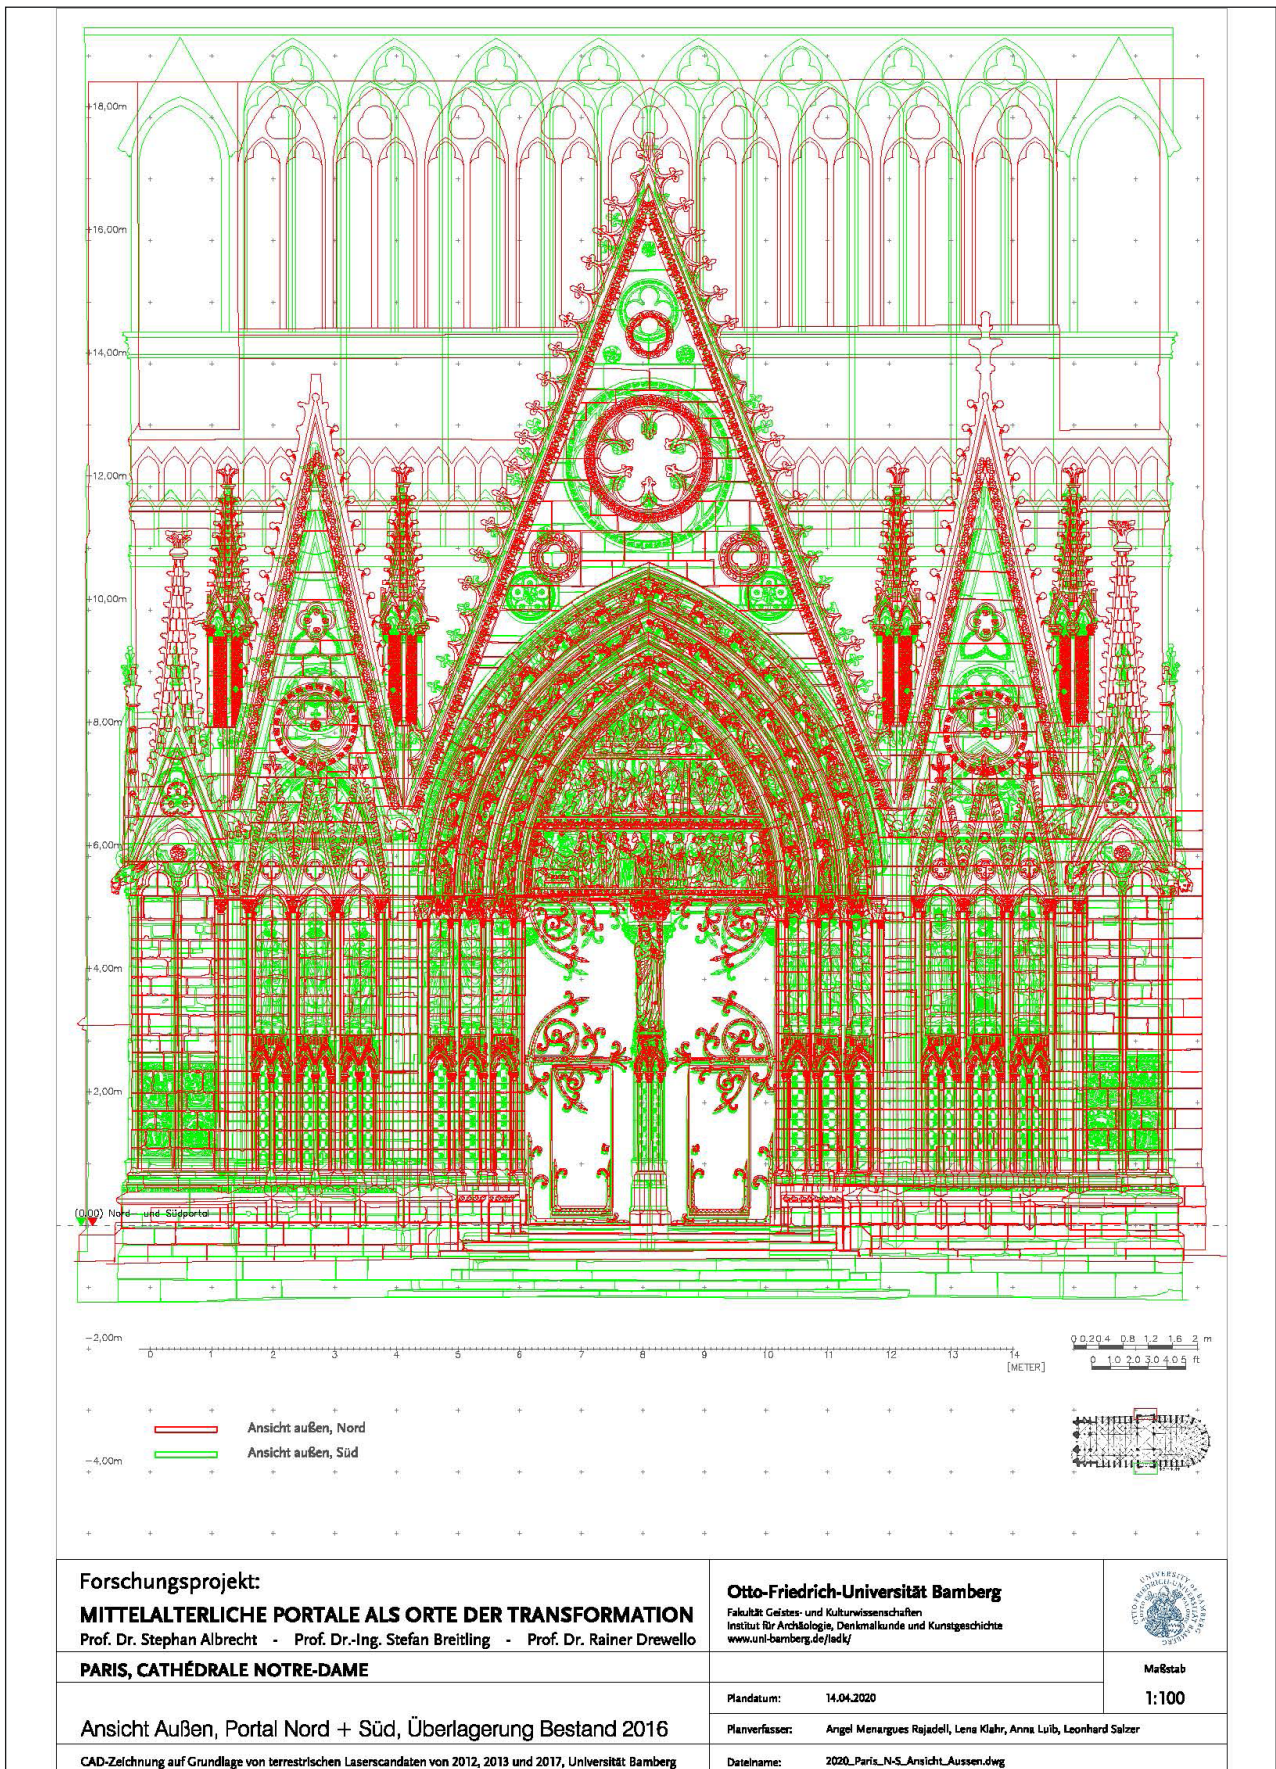 +18,00m
+16,00m
+14,00m
+12,00m
+10,00m
+8,00m
+6,00m
+4,00m
+2,00m
(0.00) Nord - und Südportal
-2,00m
0 1 2 3 4 5 6 7 8 9 10 11 12 13 14
[METER]
0 0.2 0.4 0.8 1.2 1.6 2 m
0 1.0 2.0 3.0 4.0 5 ft
Ansicht außen, Nord
Ansicht außen, Süd
-4,00m
Forschungsprojekt:
MITTELALTERLICHE PORTALE ALS ORTE DER TRANSFORMATION
Prof. Dr. Stephan Albrecht - Prof. Dr.-Ing. Stefan Breitling - Prof. Dr. Rainer Drewello
Otto-Friedrich-Universität Bamberg
Fakultät Geistes- und Kulturwissenschaften
Institut für Archäologie, Denkmalkunde und Kunstgeschichte
www.uni-bamberg.de/iadk/
UNIVERSITY of BAMBERG
OTTO-FRIEDRICH-UNIVERSITÄT BAMBERG
PARIS, CATHÉDRALE NOTRE-DAME
Maßstab
1:100
Plandatum: 14.04.2020
Ansicht Außen, Portal Nord + Süd, Überlagerung Bestand 2016
Planverfasser: Angel Menargues Rajadell, Lena Klahr, Anna Luib, Leonhard Salzer
CAD-Zeichnung auf Grundlage von terrestrischen Laserscandaten von 2012, 2013 und 2017, Universität Bamberg
Dateiname: 2020_Paris_N-S_Ansicht_Aussen.dwg